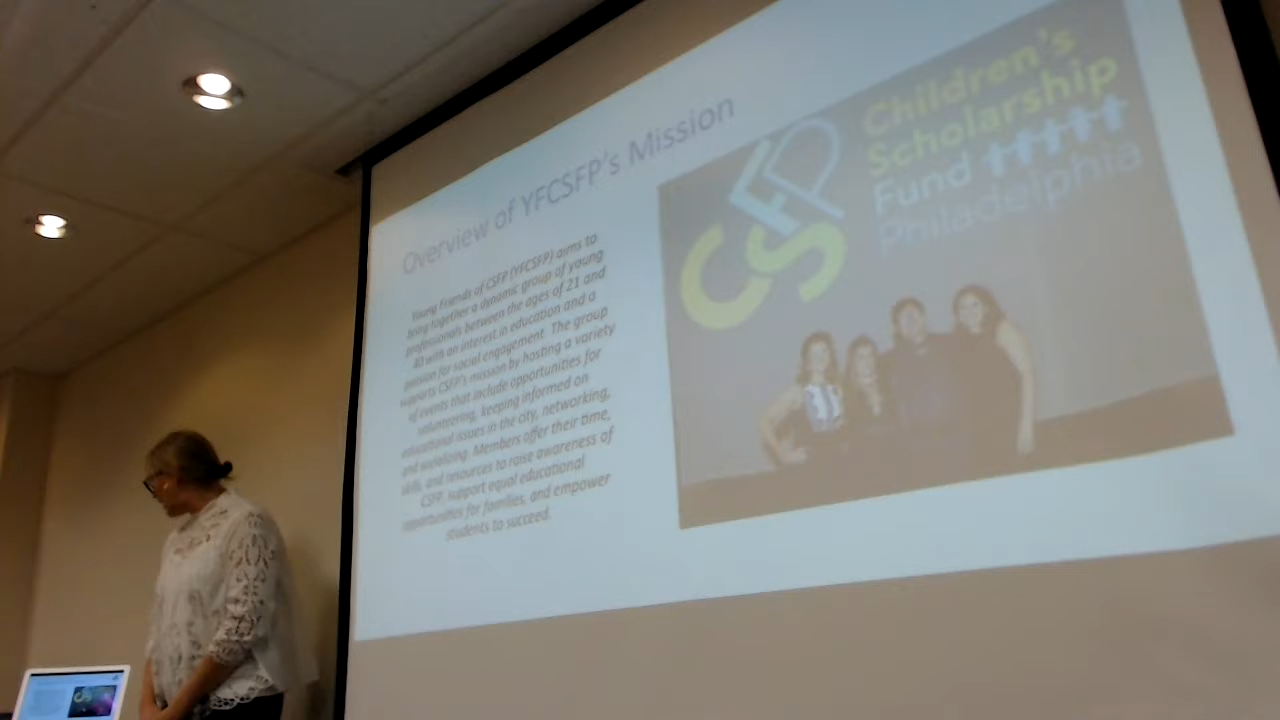 Overview of YFCSFP's Mission
Young Friends of CSFP (YFCSFP) aims to
bring together a dynamic group of young
professionals between the ages of 21 and
40 with an interest in education and a
passion for social engagement. The group
supports CSFP's mission by hosting a variety
of events that include opportunities for
volunteering, keeping informed on
educational issues in the city, networking,
and socializing. Members offer their time,
skills, and resources to raise awareness of
CSFP, support equal educational
opportunities for families, and empower
students to succeed.
CSFP
Children's
Scholarship
Fund
Philadelphia